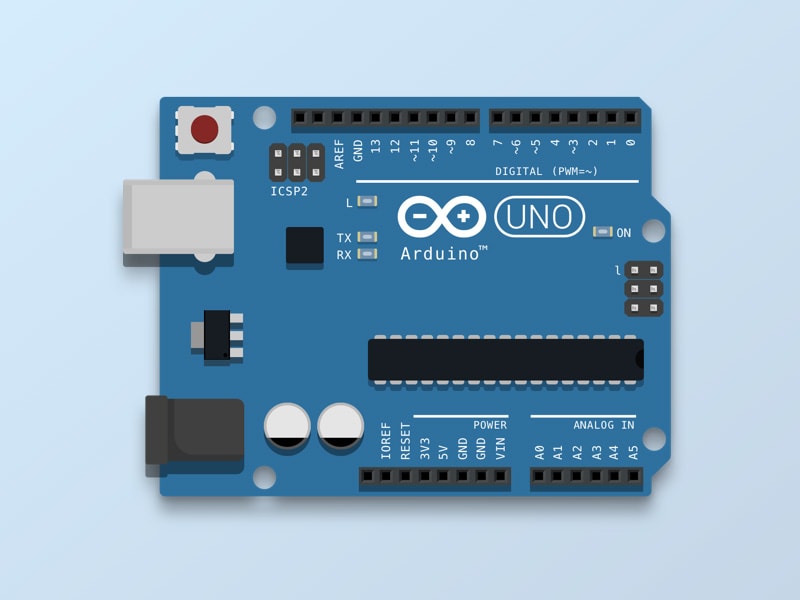 AREF GND 13 12 ~11 ~10 ~9 8
7 ~6 ~5 4 ~3 2 1 0
DIGITAL (PWM=~)
ICSP2
L
UNO
TX
ON
RX
Arduino™
l
POWER
ANALOG IN
IOREF RESET 3V3 5V GND GND VIN
A0 A1 A2 A3 A4 A5